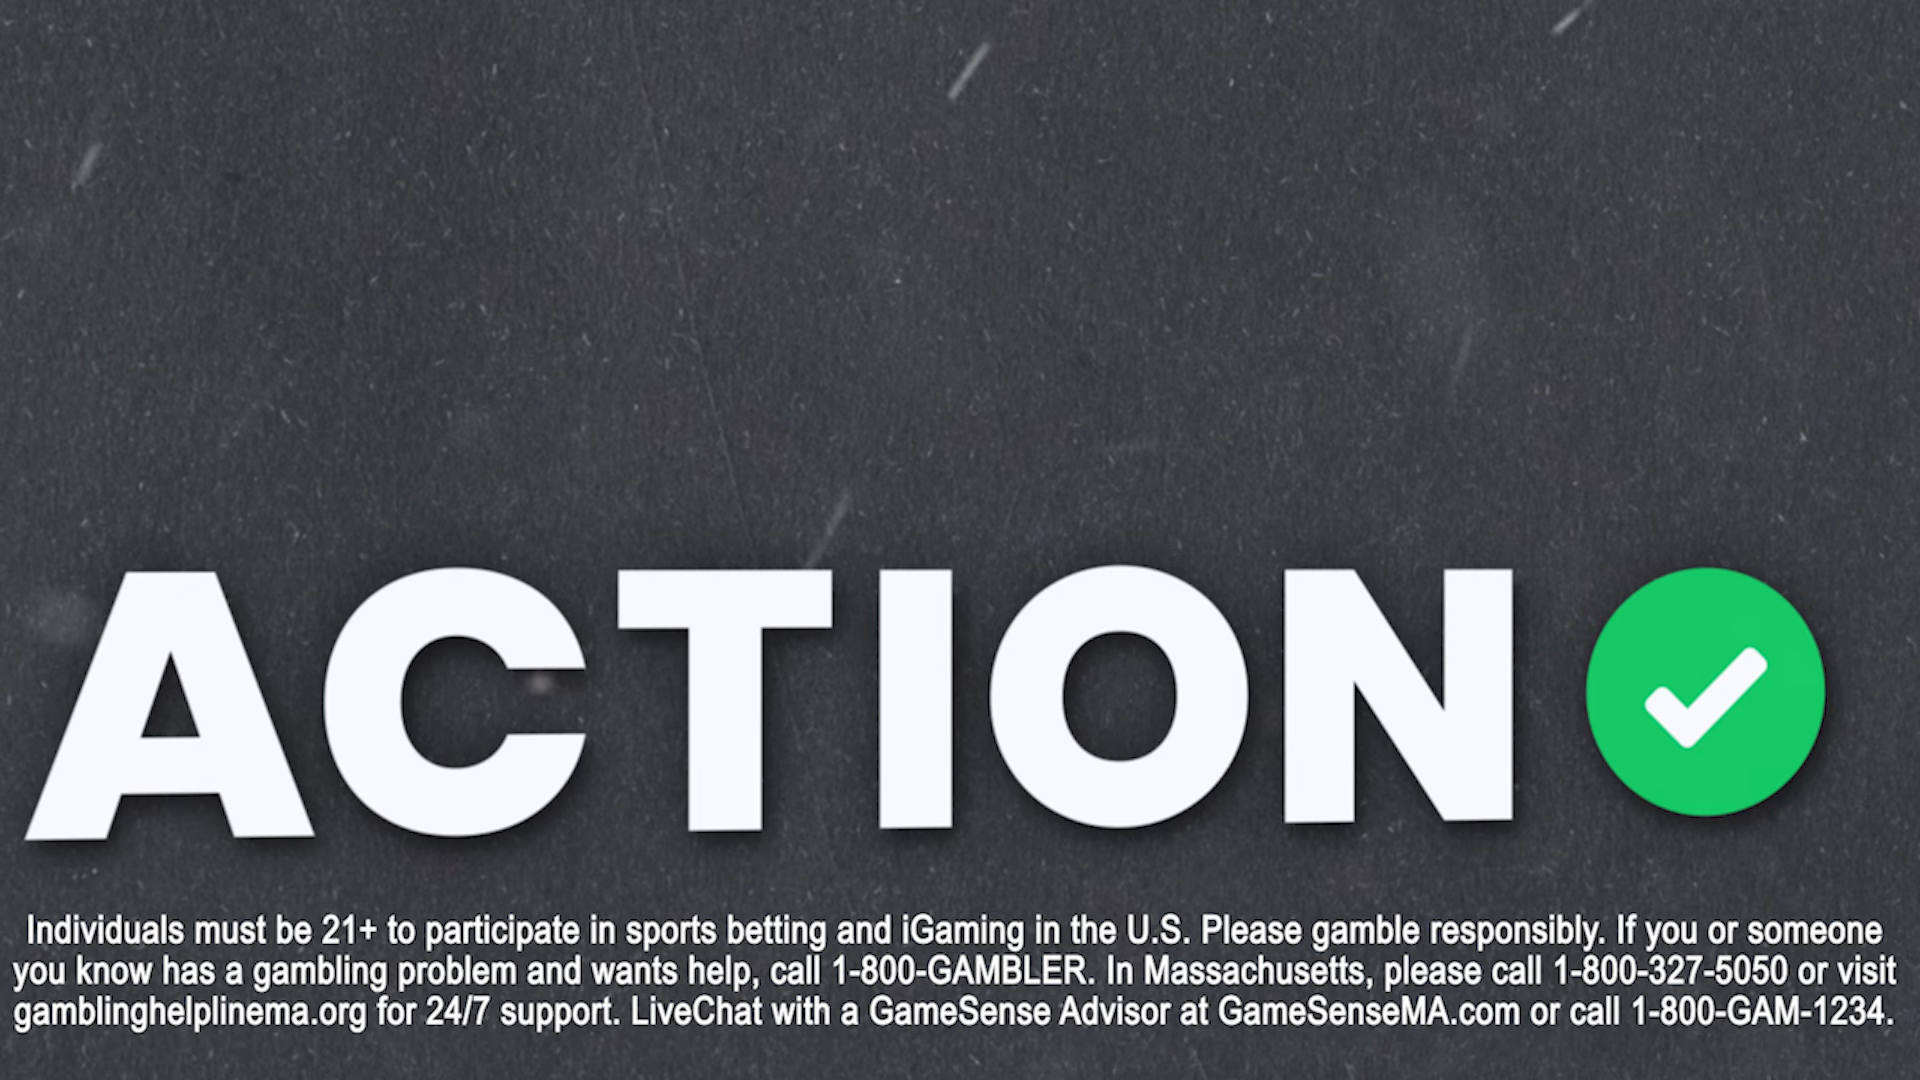 ACTION
Individuals must be 21+ to participate in sports betting and iGaming in the U.S. Please gamble responsibly. If you or someone
you know has a gambling problem and wants help, call 1-800-GAMBLER. In Massachusetts, please call 1-800-327-5050 or visit
gamblinghelplinema.org for 24/7 support. LiveChat with a GameSense Advisor at GameSenseMA.com or call 1-800-GAM-1234.